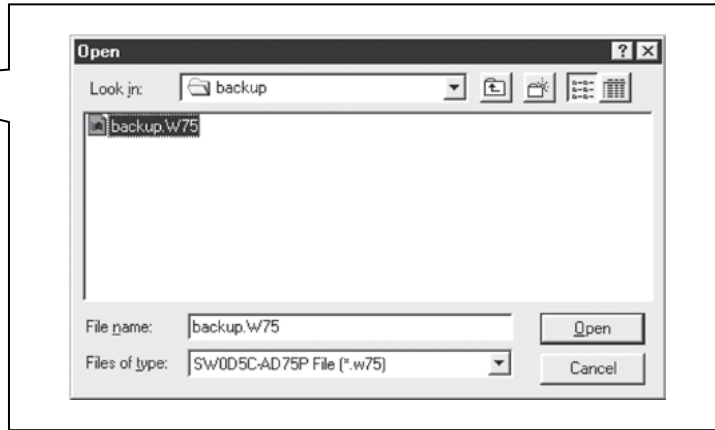 Open
Look in: backup
backup.W75
File name: backup.W75 Open
Files of type: SW0D5C-AD75P File (*.w75) Cancel